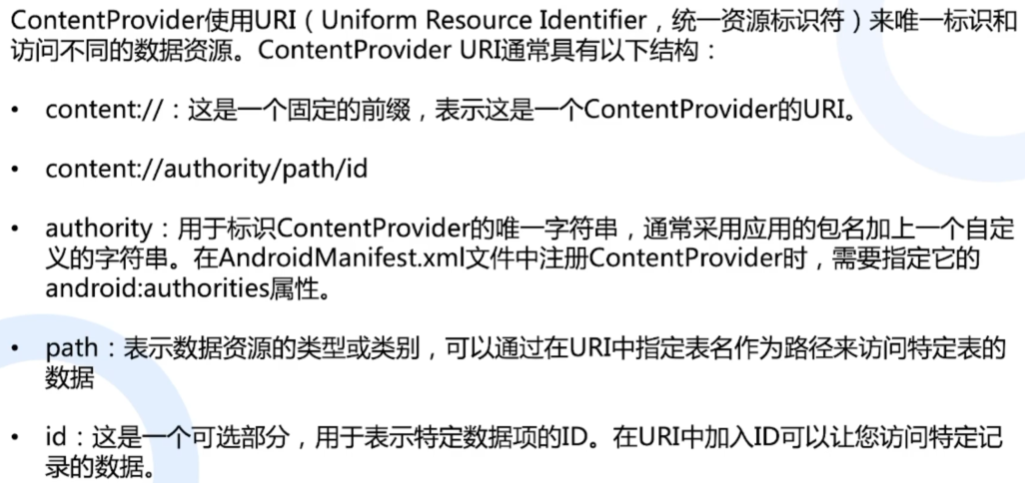 ContentProvider使用URI（Uniform Resource Identifier，统一资源标识符）来唯一标识和
访问不同的数据资源。ContentProvider URI通常具有以下结构：
• content://：这是一个固定的前缀，表示这是一个ContentProvider的URI。
• content://authority/path/id
• authority：用于标识ContentProvider的唯一字符串，通常采用应用的包名加上一个自定
义的字符串。在AndroidManifest.xml文件中注册ContentProvider时，需要指定它的
android:authorities属性。
• path：表示数据资源的类型或类别，可以通过在URI中指定表名作为路径来访问特定表的
数据
• id：这是一个可选部分，用于表示特定数据项的ID。在URI中加入ID可以让您访问特定记
录的数据。